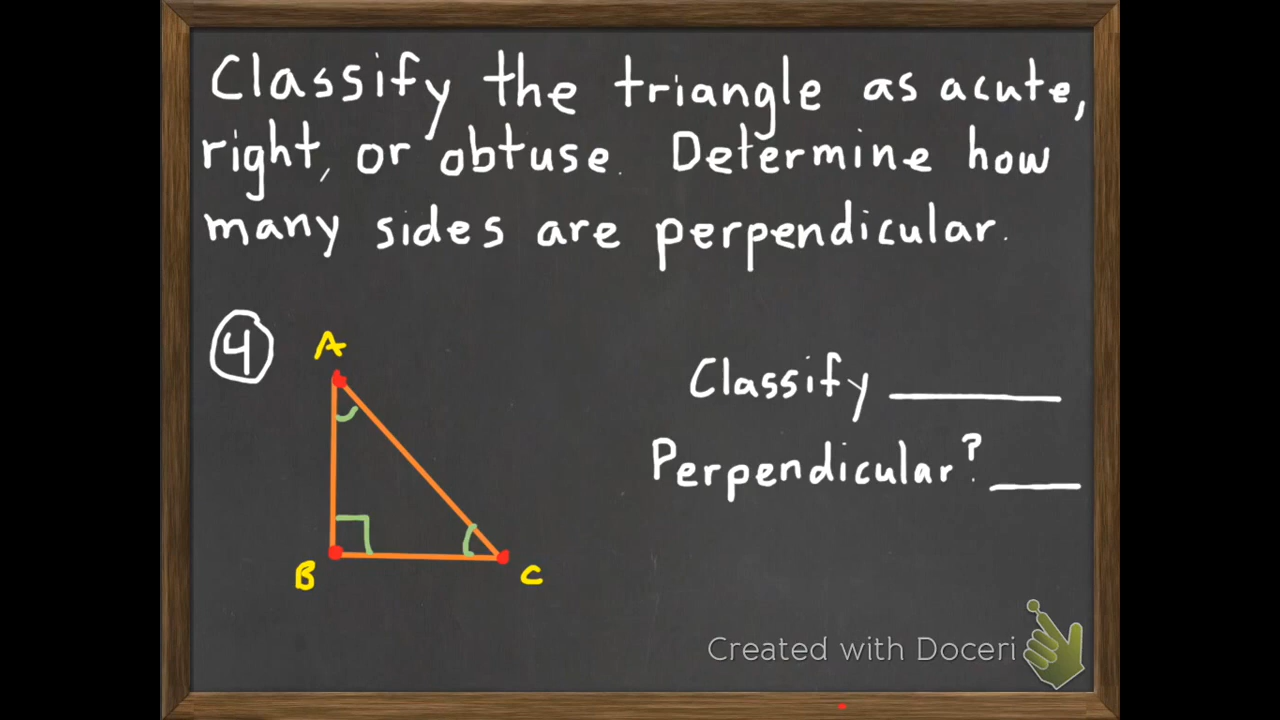 Classify the triangle as acute,
right, or obtuse. Determine how
many sides are perpendicular.
4
A
Classify
Perpendicular?
B
C
Created with Doceri